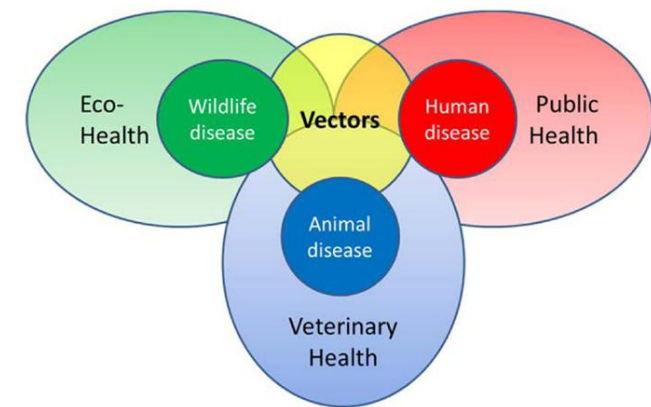 Eco-
Health
Wildlife
disease
Vectors
Human
disease
Public
Health
Animal
disease
Veterinary
Health